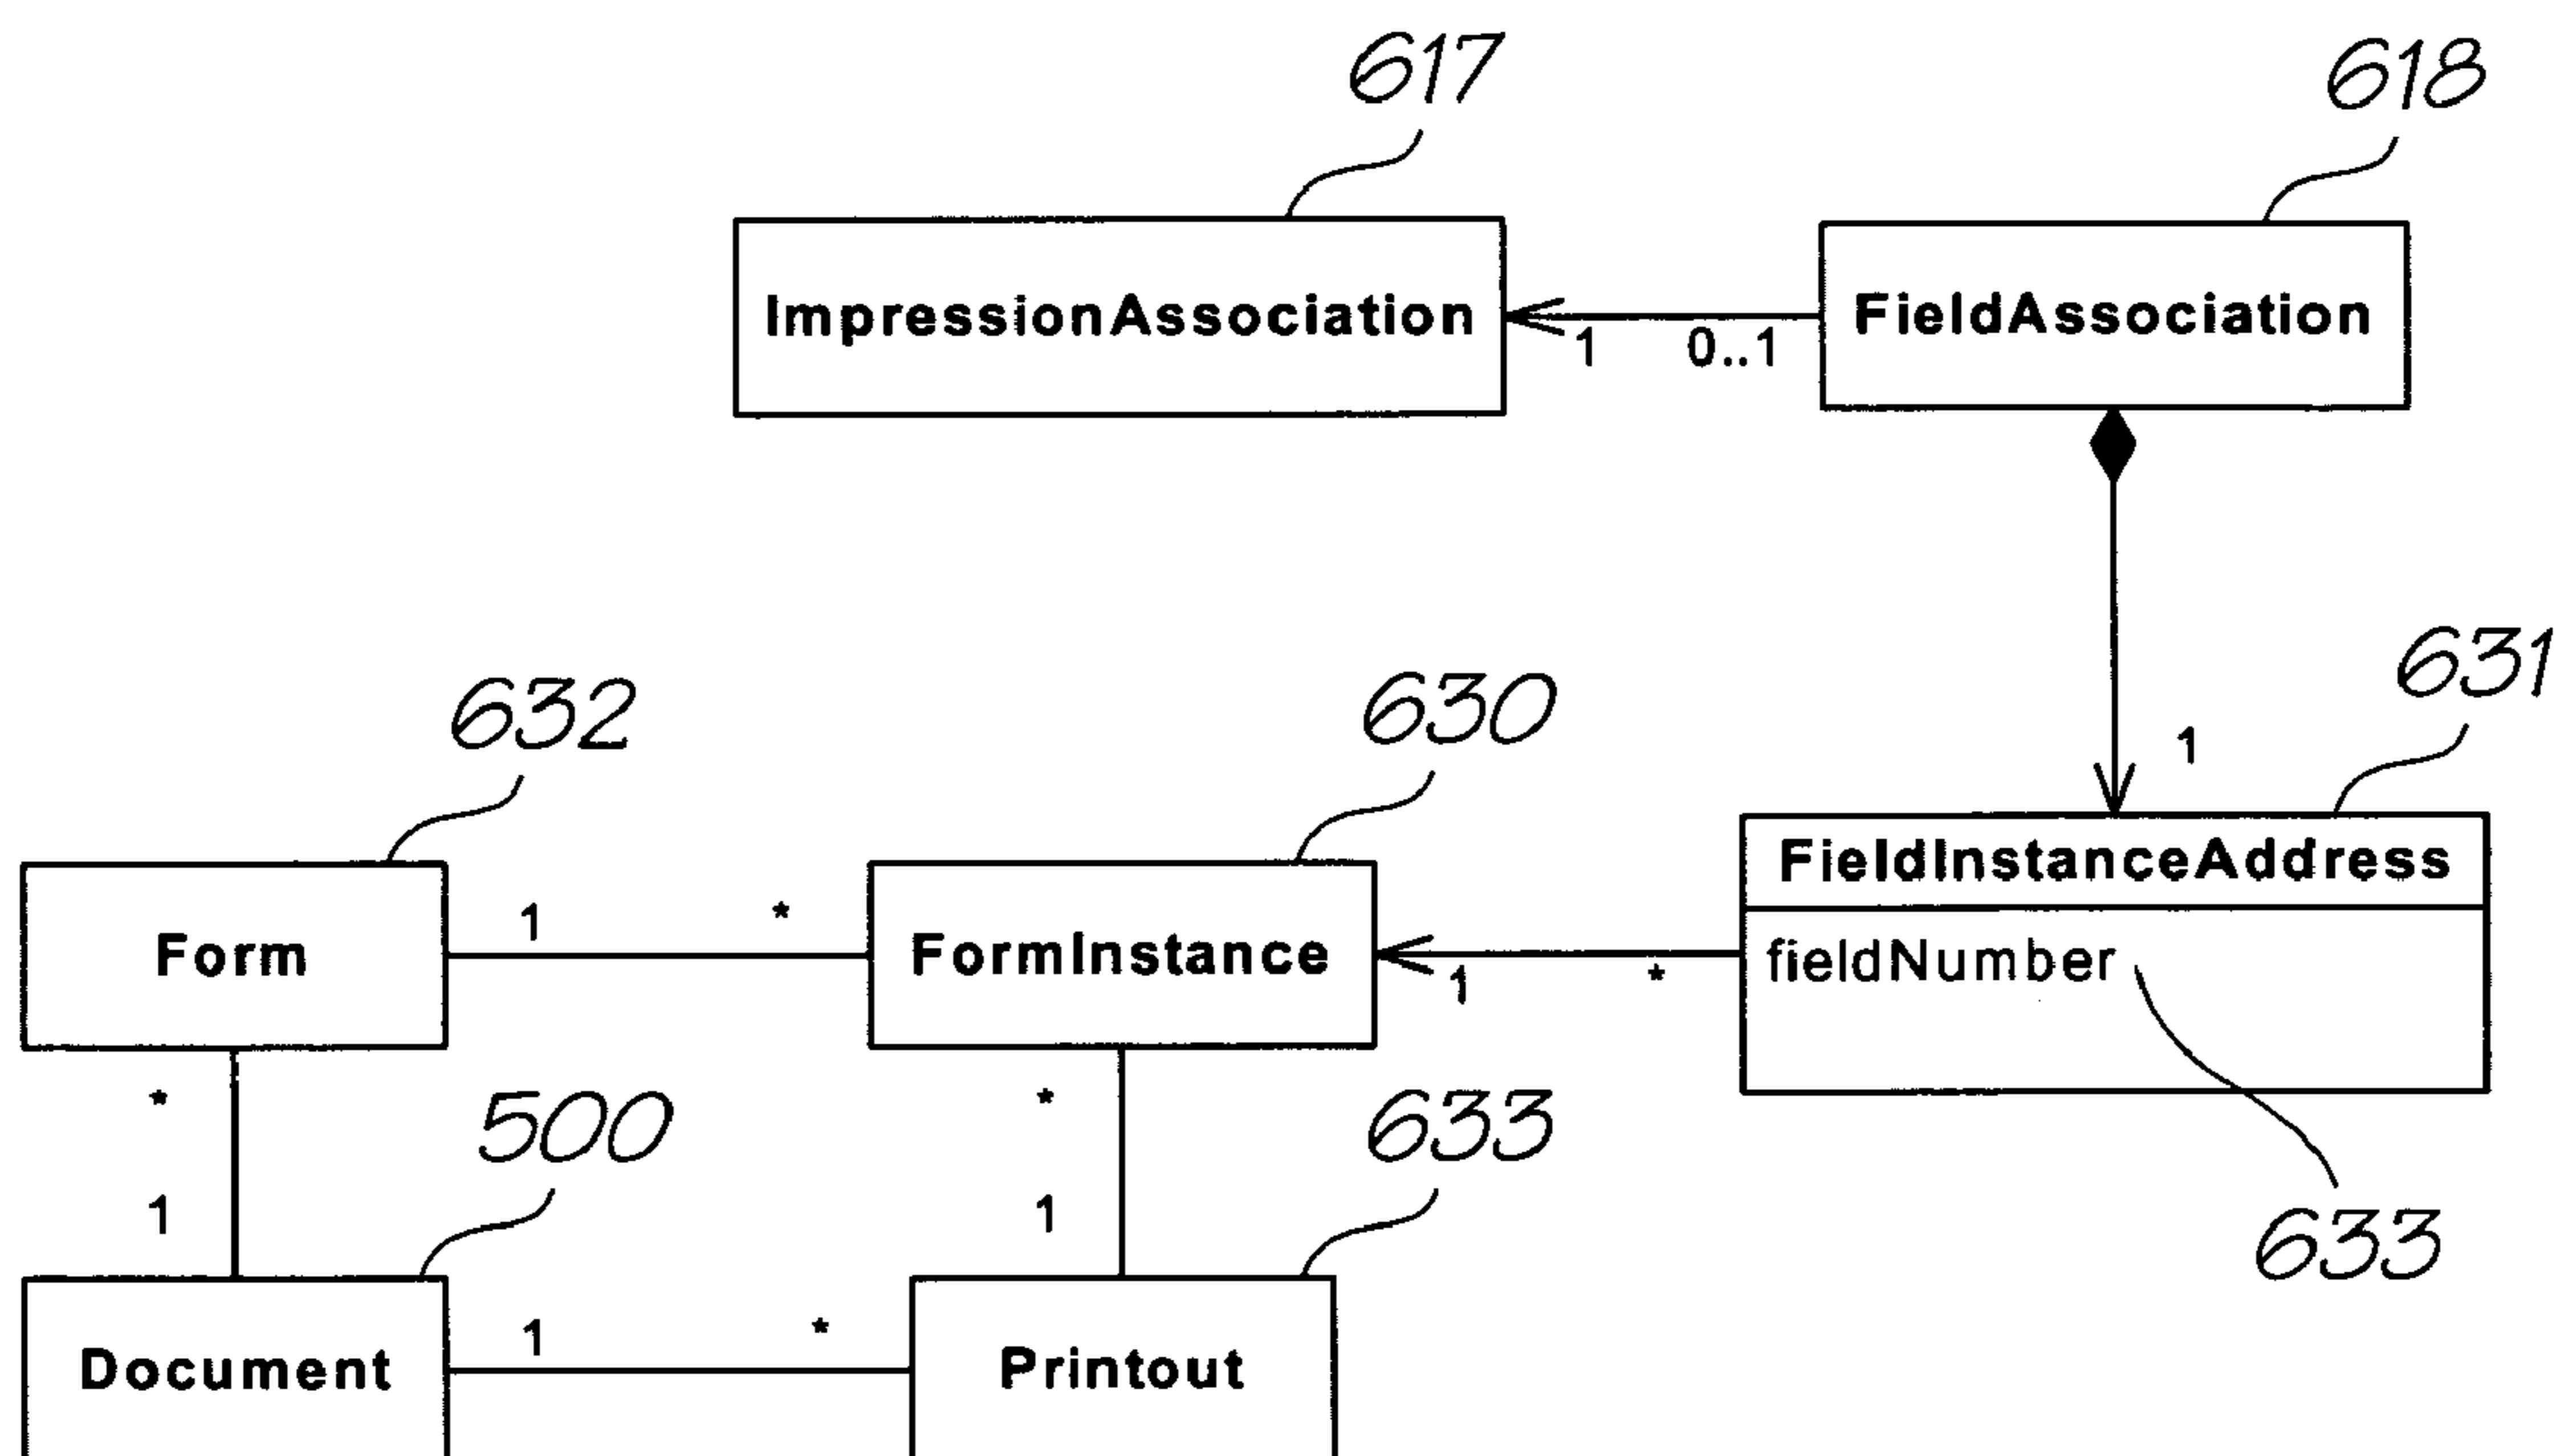 617
618
ImpressionAssociation
FieldAssociation
1 0..1
632
630
631
1
FieldInstanceAddress
Form
1 *
FormInstance
1 *
fieldNumber
*
*
500
633
1
1
633
Document
1 *
Printout